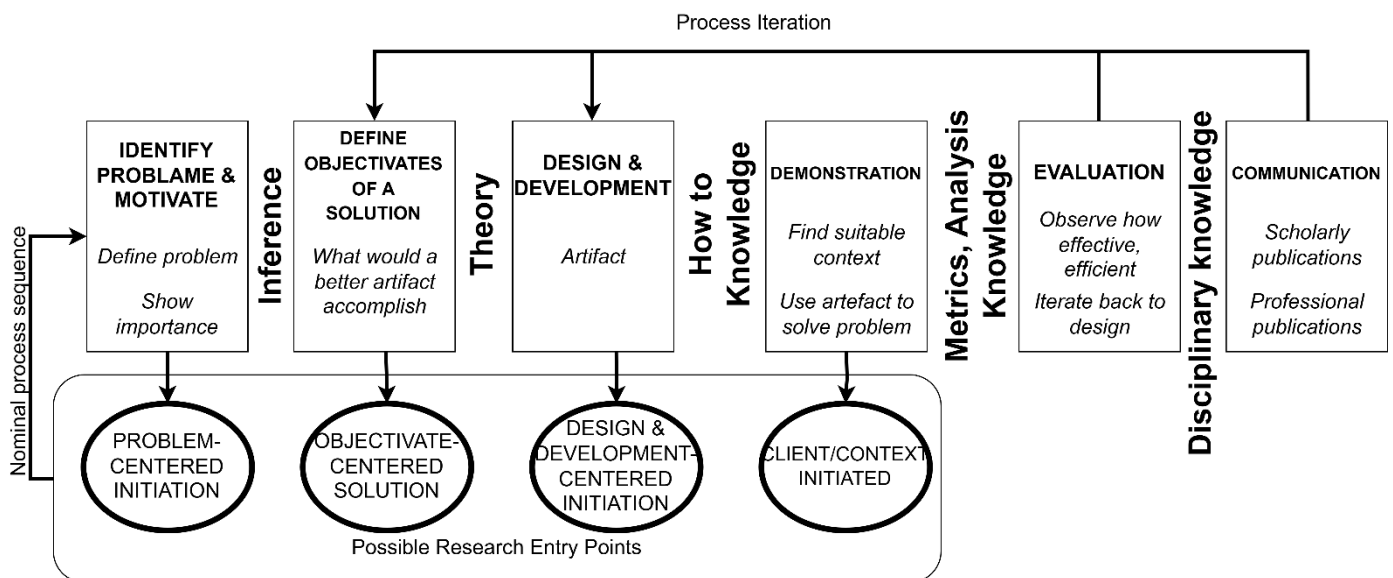 Process Iteration
Nominal process sequence
IDENTIFY
PROBLAME &
MOTIVATE
Define problem
Show
importance
Inference
DEFINE
OBJECTIVATES
OF A
SOLUTION
What would a
better artifact
accomplish
Theory
DESIGN &
DEVELOPMENT
Artifact
How to
Knowledge
DEMONSTRATION
Find suitable
context
Use artefact to
solve problem
Metrics, Analysis
Knowledge
EVALUATION
Observe how
effective,
efficient
Iterate back to
design
Disciplinary knowledge
COMMUNICATION
Scholarly
publications
Professional
publications
PROBLEM-
CENTERED
INITIATION
OBJECTIVATE-
CENTERED
SOLUTION
DESIGN &
DEVELOPMENT-
CENTERED
INITIATION
CLIENT/CONTEXT
INITIATED
Possible Research Entry Points